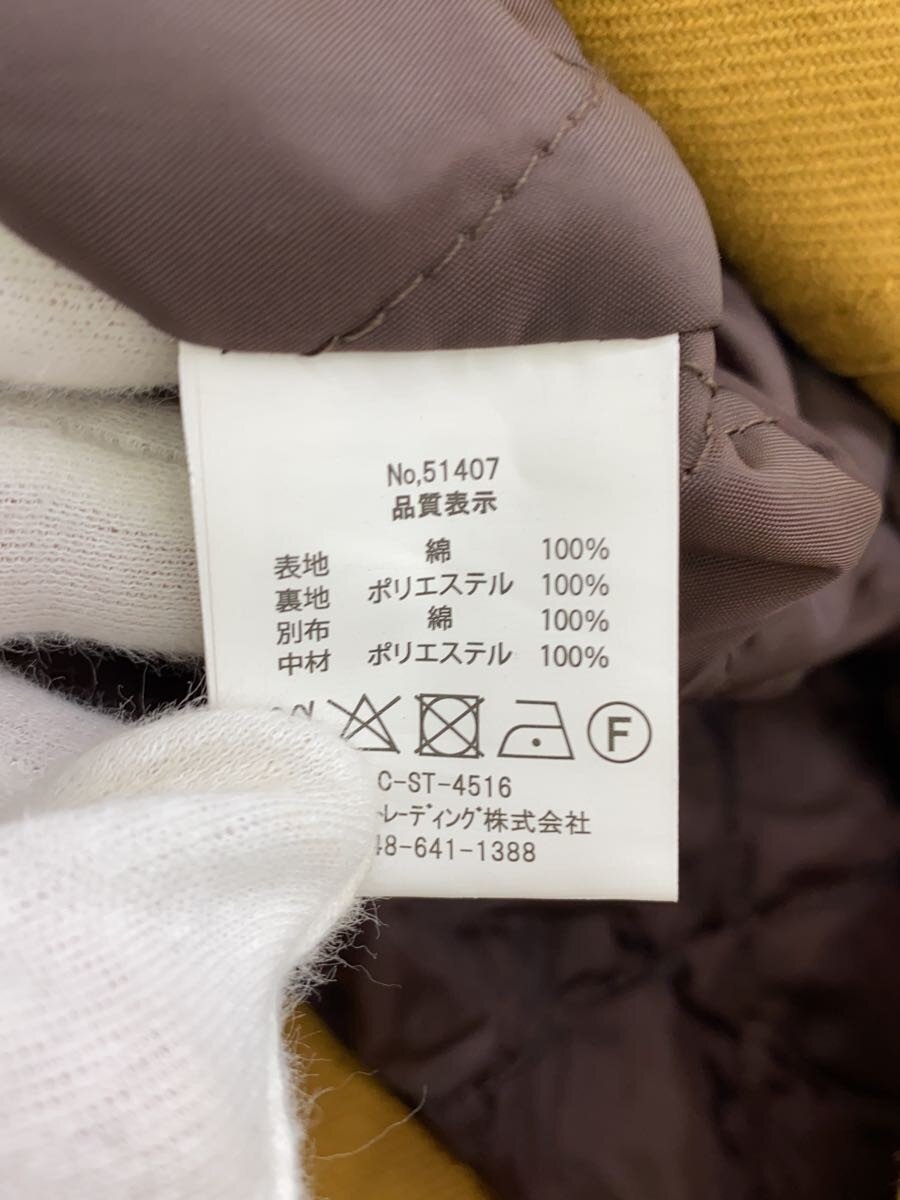 No,51407
品質表示
表地 綿 100%
裏地 ポリエステル 100%
別布 綿 100%
中材 ポリエステル 100%
F
C-ST-4516
トレーディング株式会社
48-641-1388